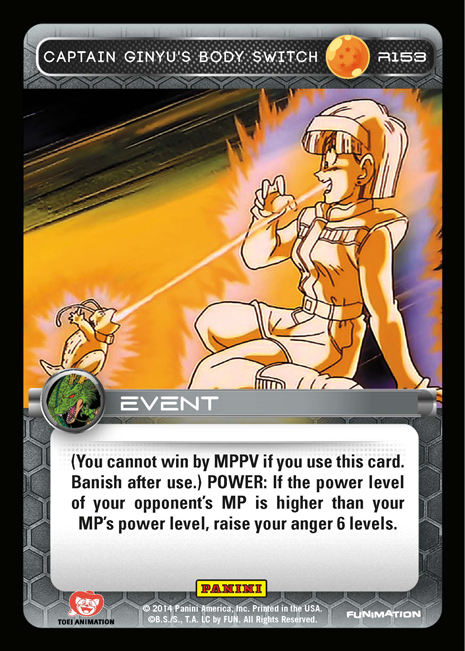 CAPTAIN GINYU'S BODY SWITCH R153
EVENT
(You cannot win by MPPV if you use this card.
Banish after use.) POWER: If the power level
of your opponent's MP is higher than your
MP's power level, raise your anger 6 levels.
PANINI
© 2014 Panini America, Inc. Printed in the USA.
TOEI ANIMATION ©B.S./S., T.A. LC by FUN. All Rights Reserved. FUNIMATION